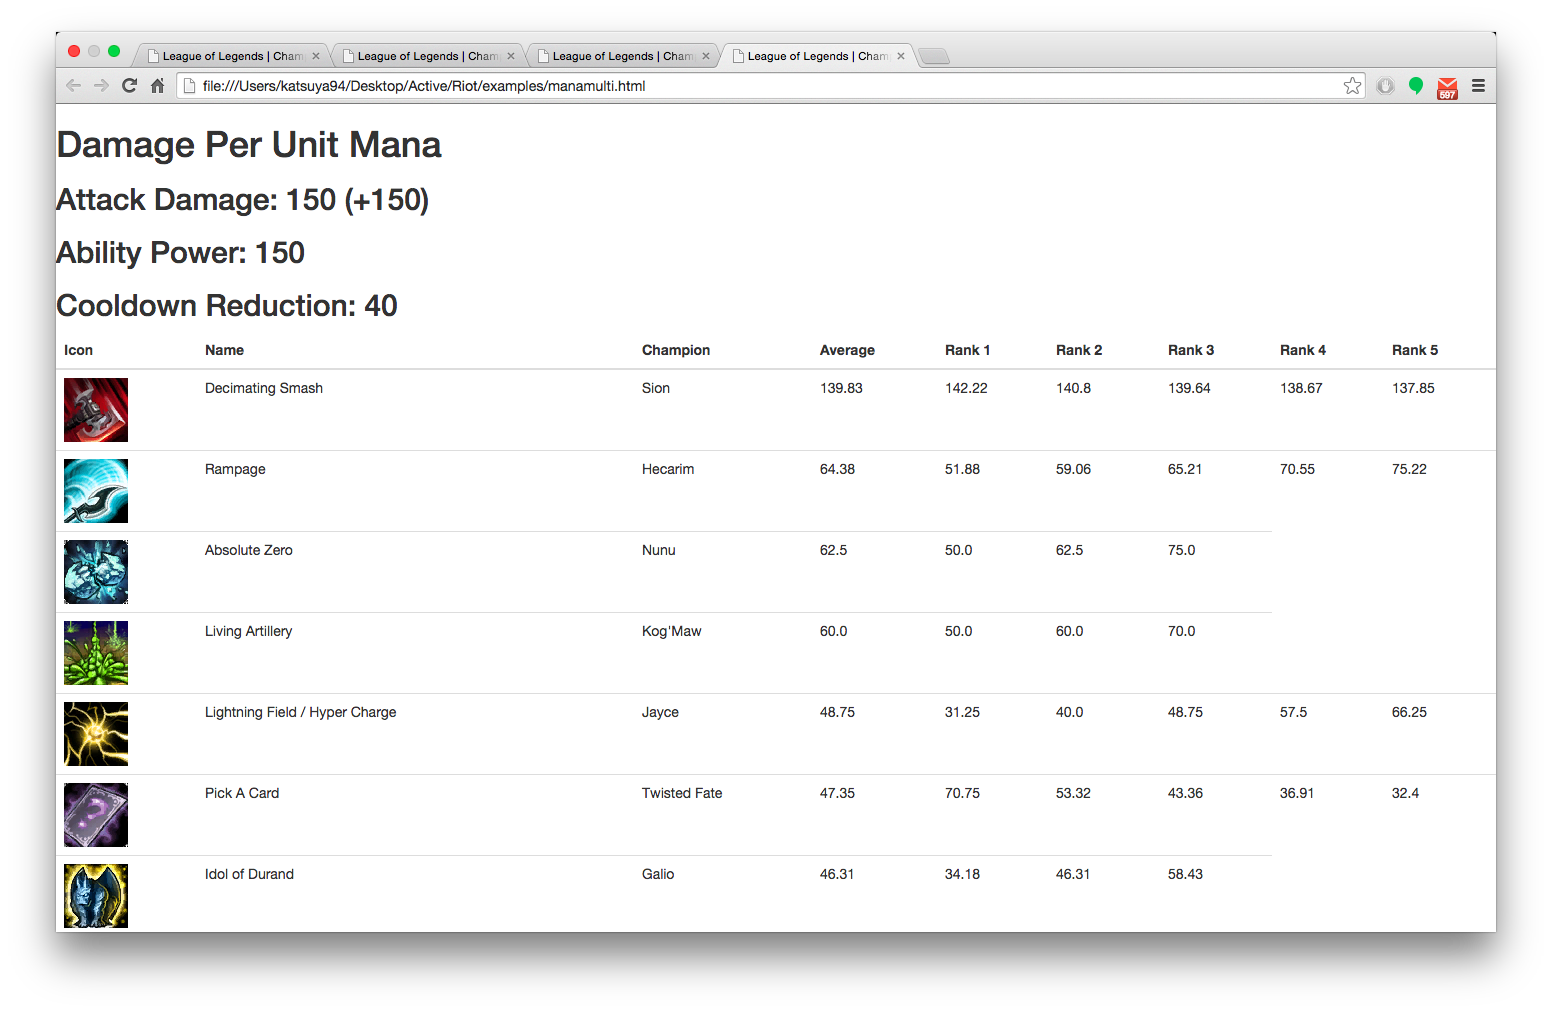 League of Legends | Cham
League of Legends | Cham
League of Legends | Cham
League of Legends | Cham
file:///Users/katsuya94/Desktop/Active/Riot/examples/manamulti.html
597
Damage Per Unit Mana
Attack Damage: 150 (+150)
Ability Power: 150
Cooldown Reduction: 40
Icon Name Champion Average Rank 1 Rank 2 Rank 3 Rank 4 Rank 5
Decimating Smash Sion 139.83 142.22 140.8 139.64 138.67 137.85
Rampage Hecarim 64.38 51.88 59.06 65.21 70.55 75.22
Absolute Zero Nunu 62.5 50.0 62.5 75.0
Living Artillery Kog'Maw 60.0 50.0 60.0 70.0
Lightning Field / Hyper Charge Jayce 48.75 31.25 40.0 48.75 57.5 66.25
Pick A Card Twisted Fate 47.35 70.75 53.32 43.36 36.91 32.4
Idol of Durand Galio 46.31 34.18 46.31 58.43